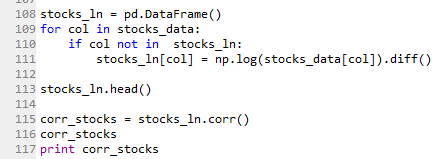 108 stocks_ln = pd.DataFrame()
109 for col in stocks_data:
110     if col not in  stocks_ln:
111         stocks_ln[col] = np.log(stocks_data[col]).diff()
112
113 stocks_ln.head()
114
115 corr_stocks = stocks_ln.corr()
116 corr_stocks
117 print corr_stocks